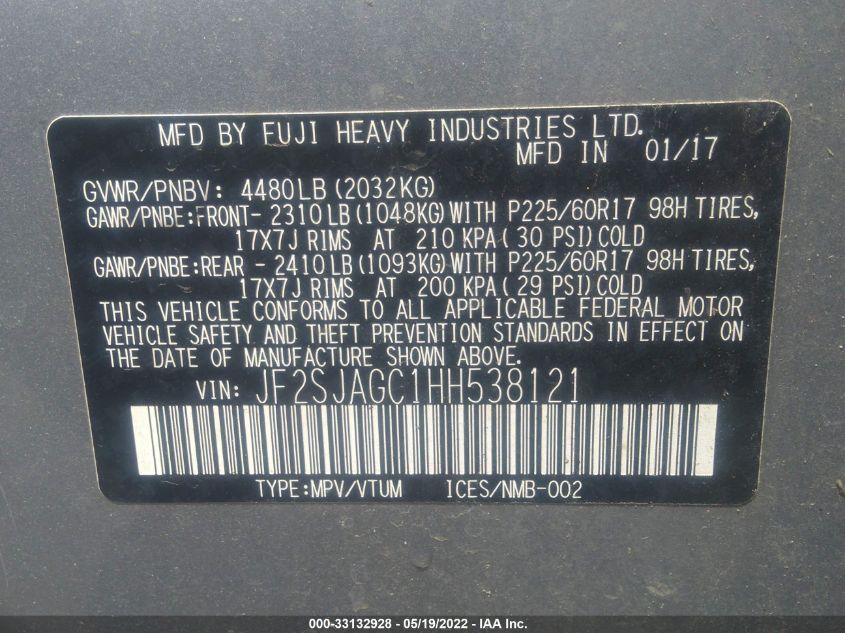 MFD BY FUJI HEAVY INDUSTRIES LTD.
MFD IN 01/17
GVWR/PNBV: 4480LB (2032KG)
GAWR/PNBE:FRONT-2310LB (1048KG) WITH P225/60R17 98H TIRES,
17X7J RIMS AT 210 KPA( 30 PSI) COLD
GAWR/PNBE:REAR -2410LB (1093KG) WITH P225/60R17 98H TIRES,
17X7J RIMS AT 200 KPA( 29 PSI) COLD
THIS VEHICLE CONFORMS TO ALL APPLICABLE FEDERAL MOTOR
VEHICLE SAFETY AND THEFT PREVENTION STANDARDS IN EFFECT ON
THE DATE OF MANUFACTURE SHOWN ABOVE.
VIN: JF2SJAGC1HH538121
TYPE:MPV/VTUM ICES/NMB-002
000-33132928 - 05/19/2022 - IAA Inc.